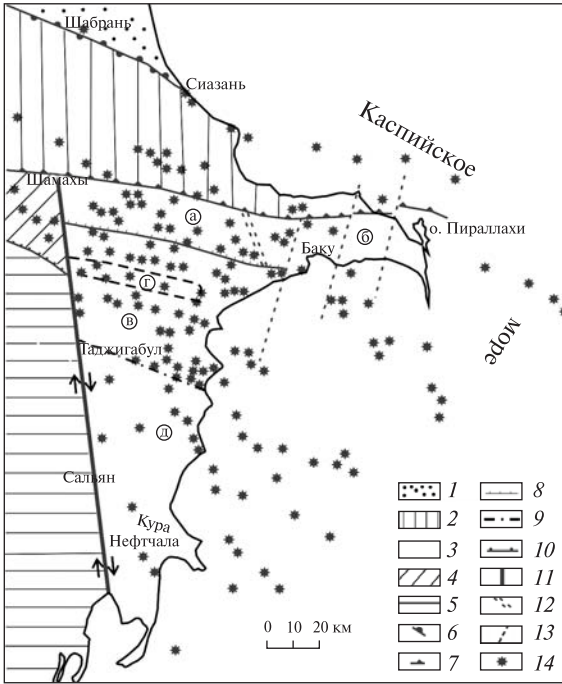 Шабрань
Сиазань
Каспийское
Шамахы
а
о. Пираллахи
б
Баку
г
в
море
Таджигабул
д
Сальян
Кура
Нефтчала
0 10 20 км
1 8
2 9
3 10
4 11
5 12
6 13
7 14